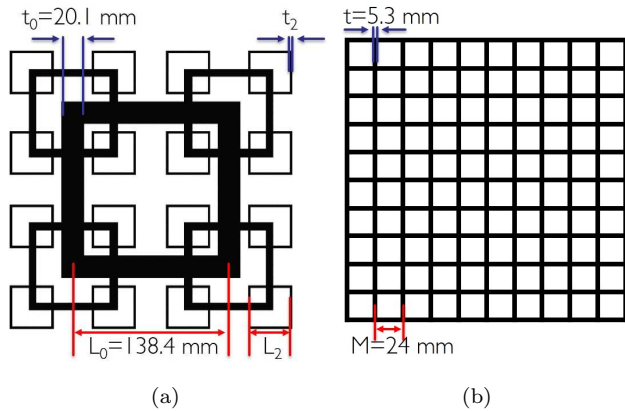 t₀=20.1 mm
t₂
t=5.3 mm
L₀=138.4 mm
L₂
M=24 mm
(a)
(b)